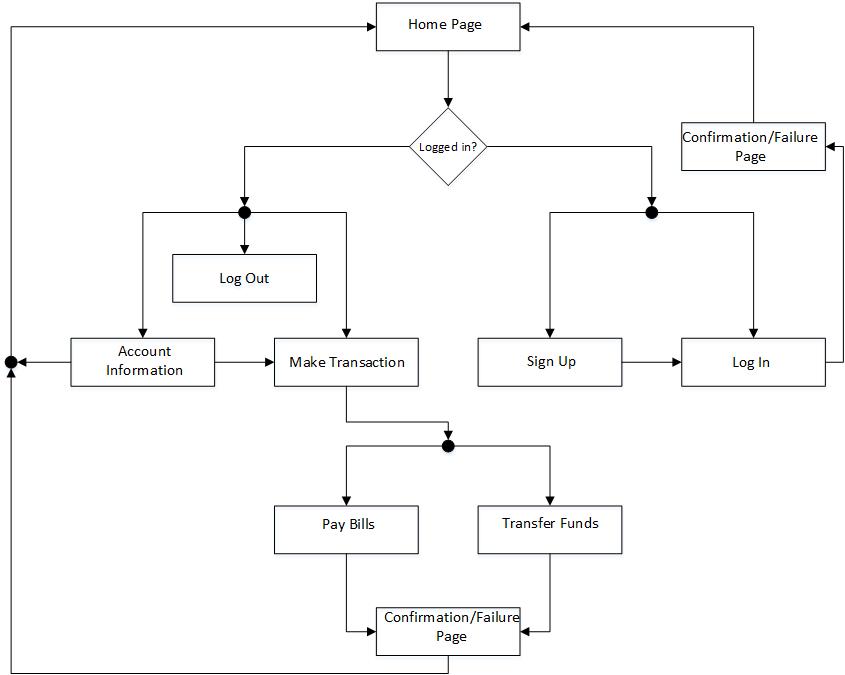 Home Page
Logged in?
Confirmation/Failure
Page
Log Out
Account
Information
Make Transaction
Sign Up
Log In
Pay Bills
Transfer Funds
Confirmation/Failure
Page